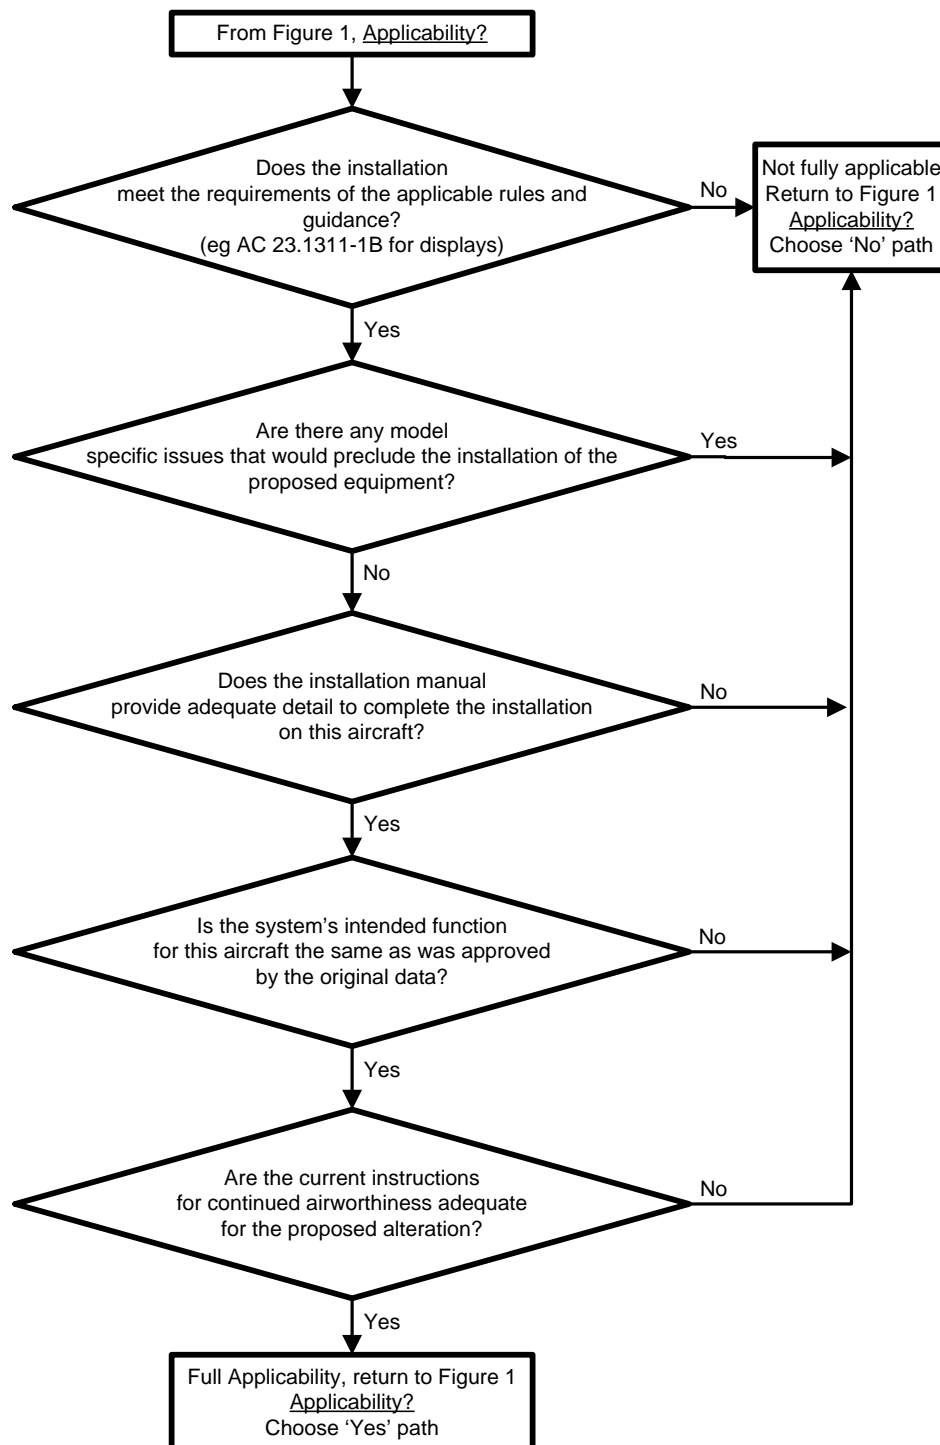 From Figure 1, Applicability?
Does the installation
meet the requirements of the applicable rules and
guidance?
(eg AC 23.1311-1B for displays)
No
Not fully applicable
Return to Figure 1
Applicability?
Choose ‘No’ path
Yes
Are there any model
specific issues that would preclude the installation of the
proposed equipment?
Yes
No
Does the installation manual
provide adequate detail to complete the installation
on this aircraft?
No
Yes
Is the system’s intended function
for this aircraft the same as was approved
by the original data?
No
Yes
Are the current instructions
for continued airworthiness adequate
for the proposed alteration?
No
Yes
Full Applicability, return to Figure 1
Applicability?
Choose ‘Yes’ path